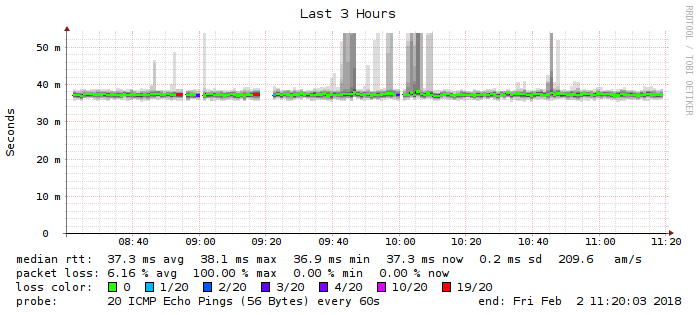 Last 3 Hours
RRDTOOL / TOBI OETIKER
Seconds
50 m
40 m
30 m
20 m
10 m
0
08:40 09:00 09:20 09:40 10:00 10:20 10:40 11:00 11:20
median rtt: 37.3 ms avg 38.1 ms max 36.9 ms min 37.3 ms now 0.2 ms sd 209.6 am/s
packet loss: 6.16 % avg 100.00 % max 0.00 % min 0.00 % now
loss color: 0 1/20 2/20 3/20 4/20 10/20 19/20
probe: 20 ICMP Echo Pings (56 Bytes) every 60s end: Fri Feb 2 11:20:03 2018